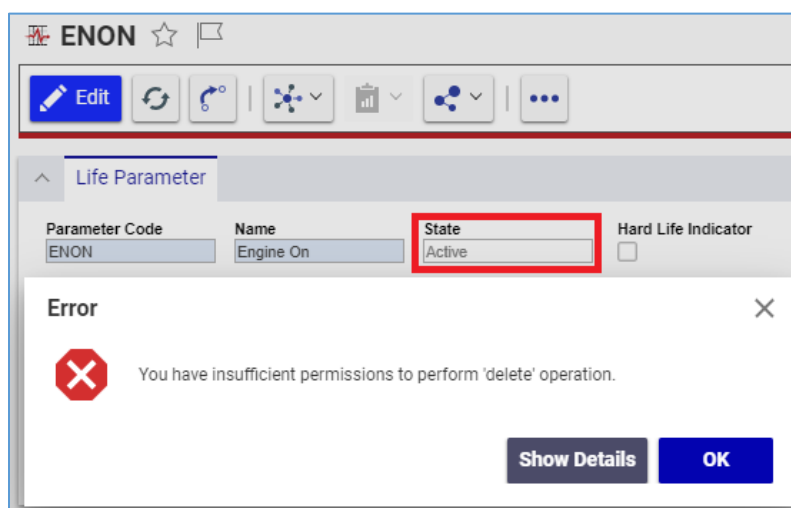 ENON
Edit
Life Parameter
Parameter Code Name State Hard Life Indicator
ENON Engine On Active
Error
You have insufficient permissions to perform 'delete' operation.
Show Details OK